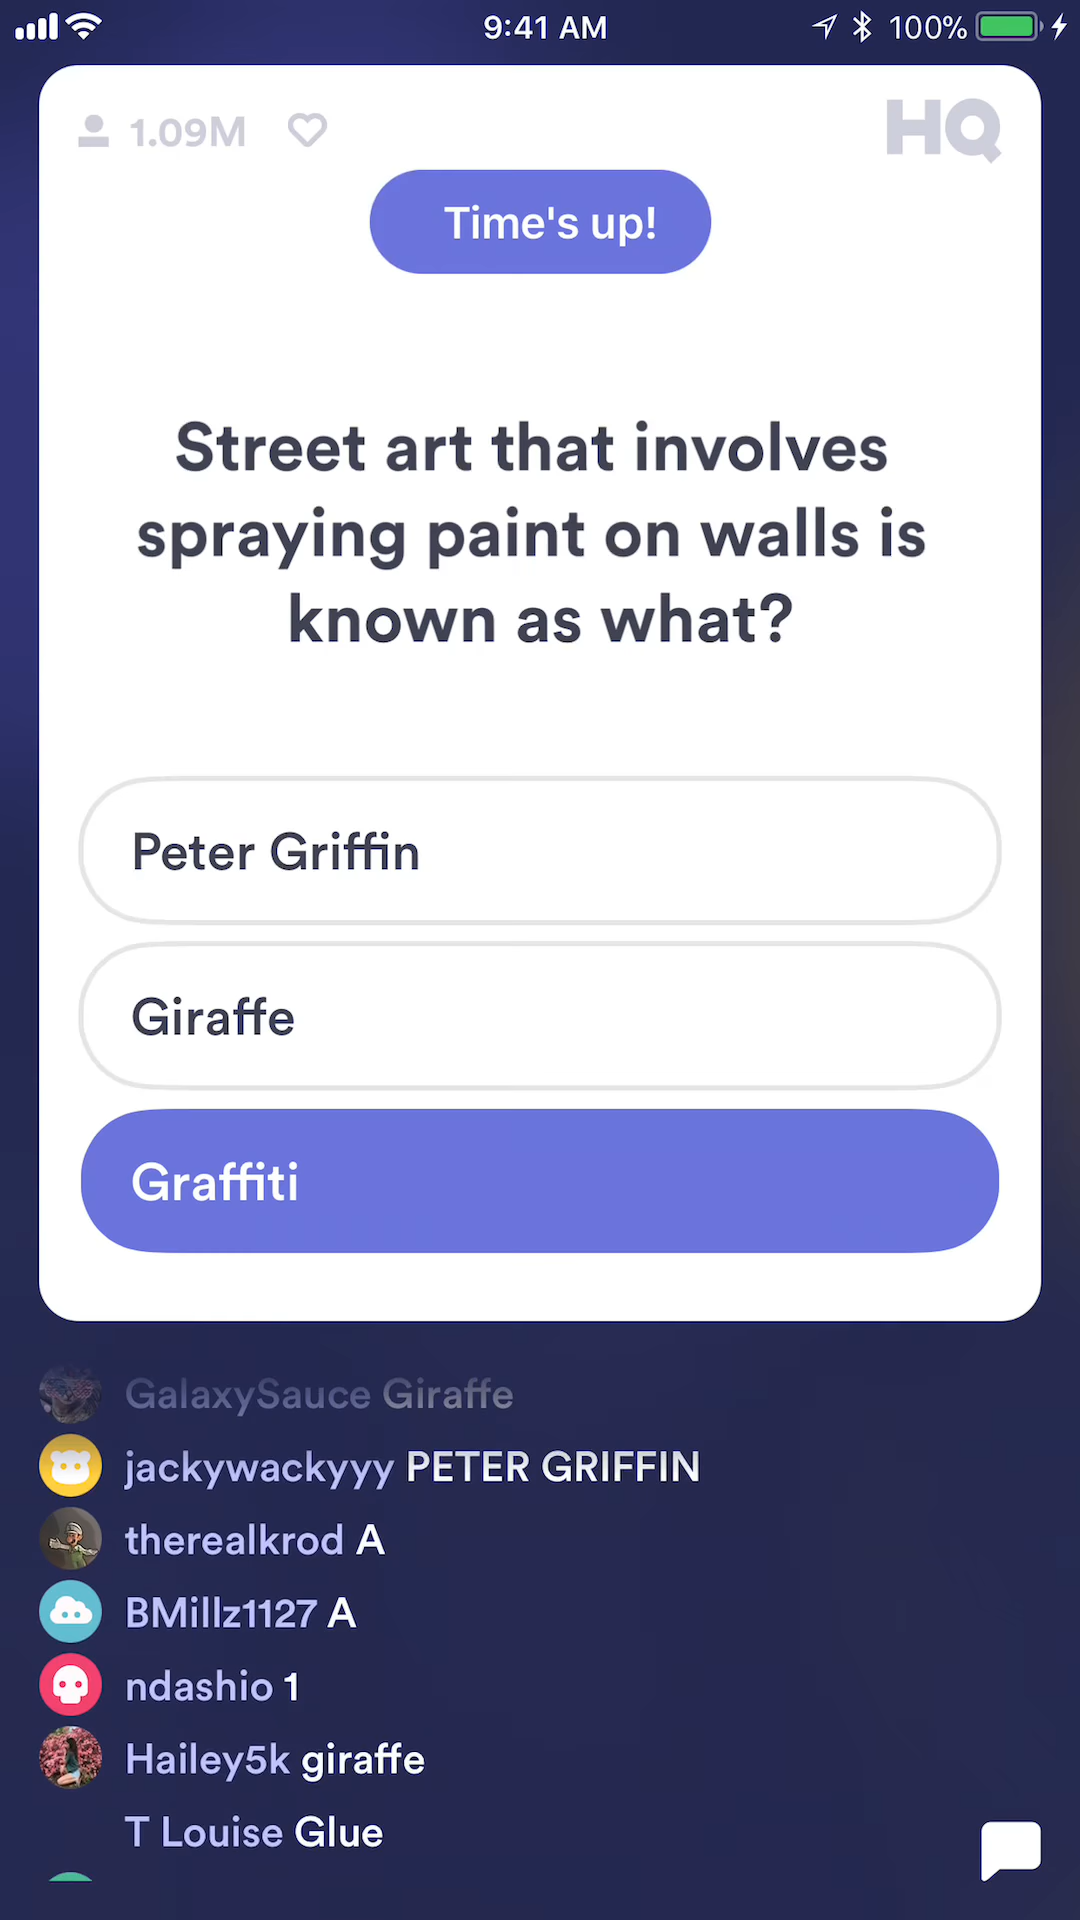 9:41 AM
100%
1.09M
HQ
Time's up!
Street art that involves
spraying paint on walls is
known as what?
Peter Griffin
Giraffe
Graffiti
GalaxySauce Giraffe
jackywackyyy PETER GRIFFIN
therealkrod A
BMillz1127 A
ndashio 1
Hailey5k giraffe
T Louise Glue